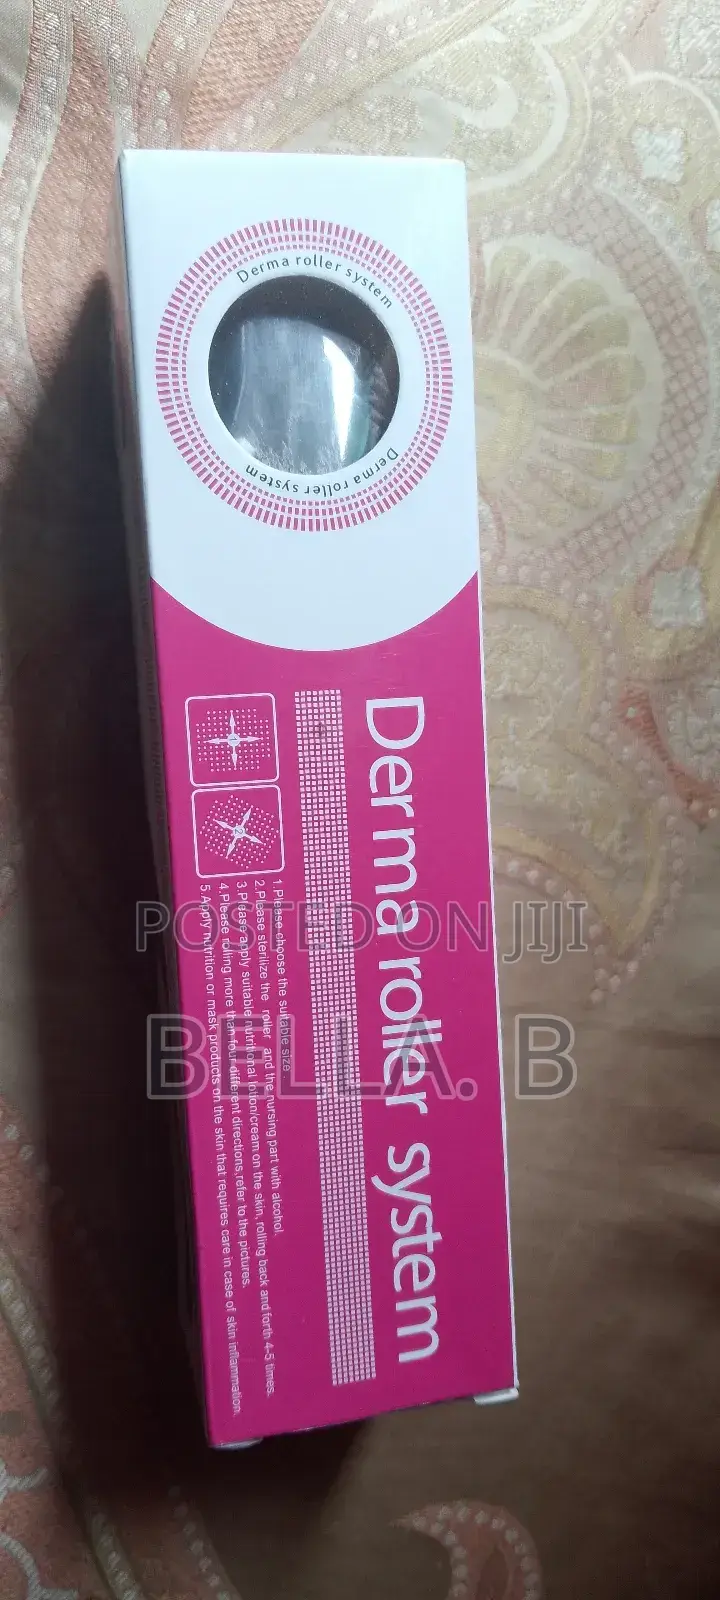 Derma roller system
Derma roller system
Derma roller system
1
2
1.Please choose the suitable size .
2.Please sterilize the roller and the nursing part with alcohol.
3.Please apply suitable nutritional lotion/cream on the skin, rolling back and forth 4-5 times.
4.Please rolling more than four different directions,refer to the pictures.
5.Apply nutrition or mask products on the skin that requires care in case of skin inflammation.
POSTED ON JIJI
BELLA. B